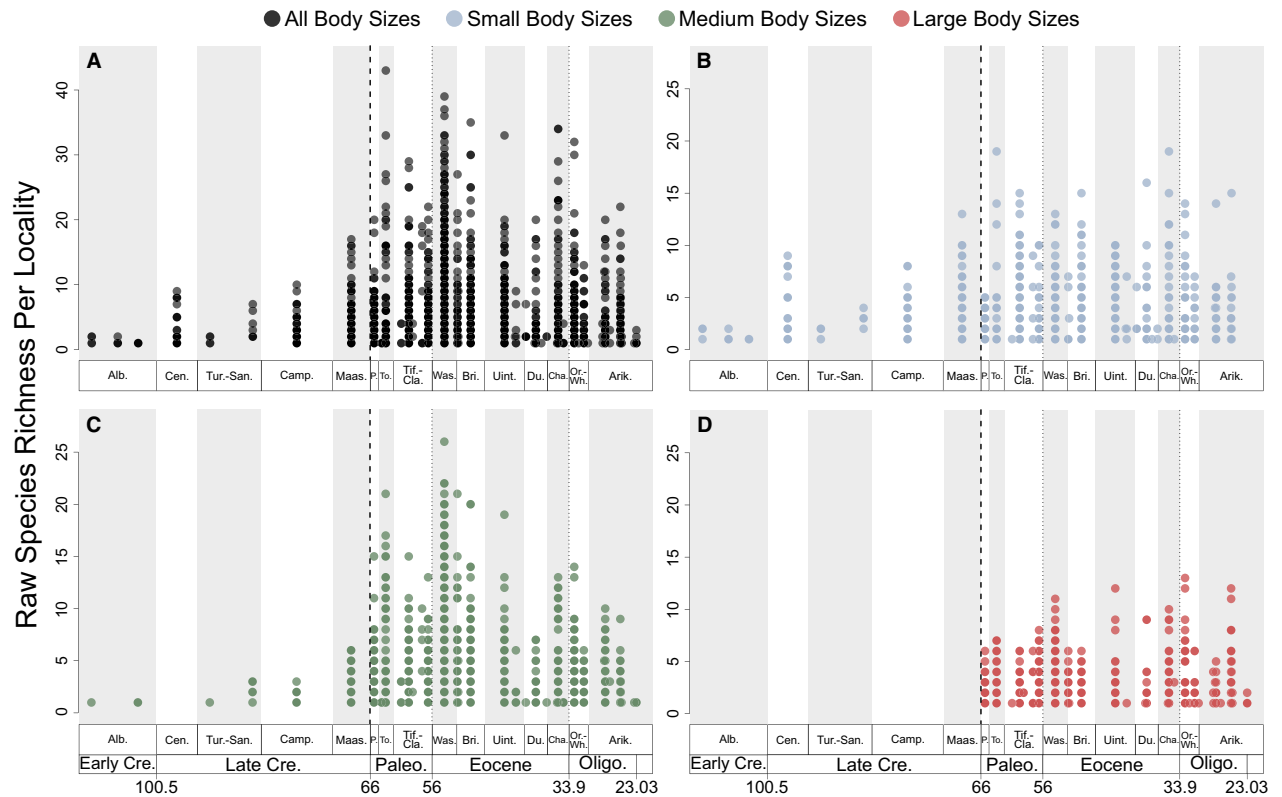 All Body Sizes Small Body Sizes Medium Body Sizes Large Body Sizes
Raw Species Richness Per Locality
A
40
30
20
10
0
Alb. Cen. Tur.-San. Camp. Maas. P. To. Tif.-Cla. Was. Bri. Uint. Du. Cha. Or.-Wh. Arik.
B
25
20
15
10
5
0
Alb. Cen. Tur.-San. Camp. Maas. P. To. Tif.-Cla. Was. Bri. Uint. Du. Cha. Or.-Wh. Arik.
C
25
20
15
10
5
0
Alb. Cen. Tur.-San. Camp. Maas. P. To. Tif.-Cla. Was. Bri. Uint. Du. Cha. Or.-Wh. Arik.
Early Cre. Late Cre. Paleo. Eocene Oligo.
100.5 66 56 33.9 23.03
D
25
20
15
10
5
0
Alb. Cen. Tur.-San. Camp. Maas. P. To. Tif.-Cla. Was. Bri. Uint. Du. Cha. Or.-Wh. Arik.
Early Cre. Late Cre. Paleo. Eocene Oligo.
100.5 66 56 33.9 23.03